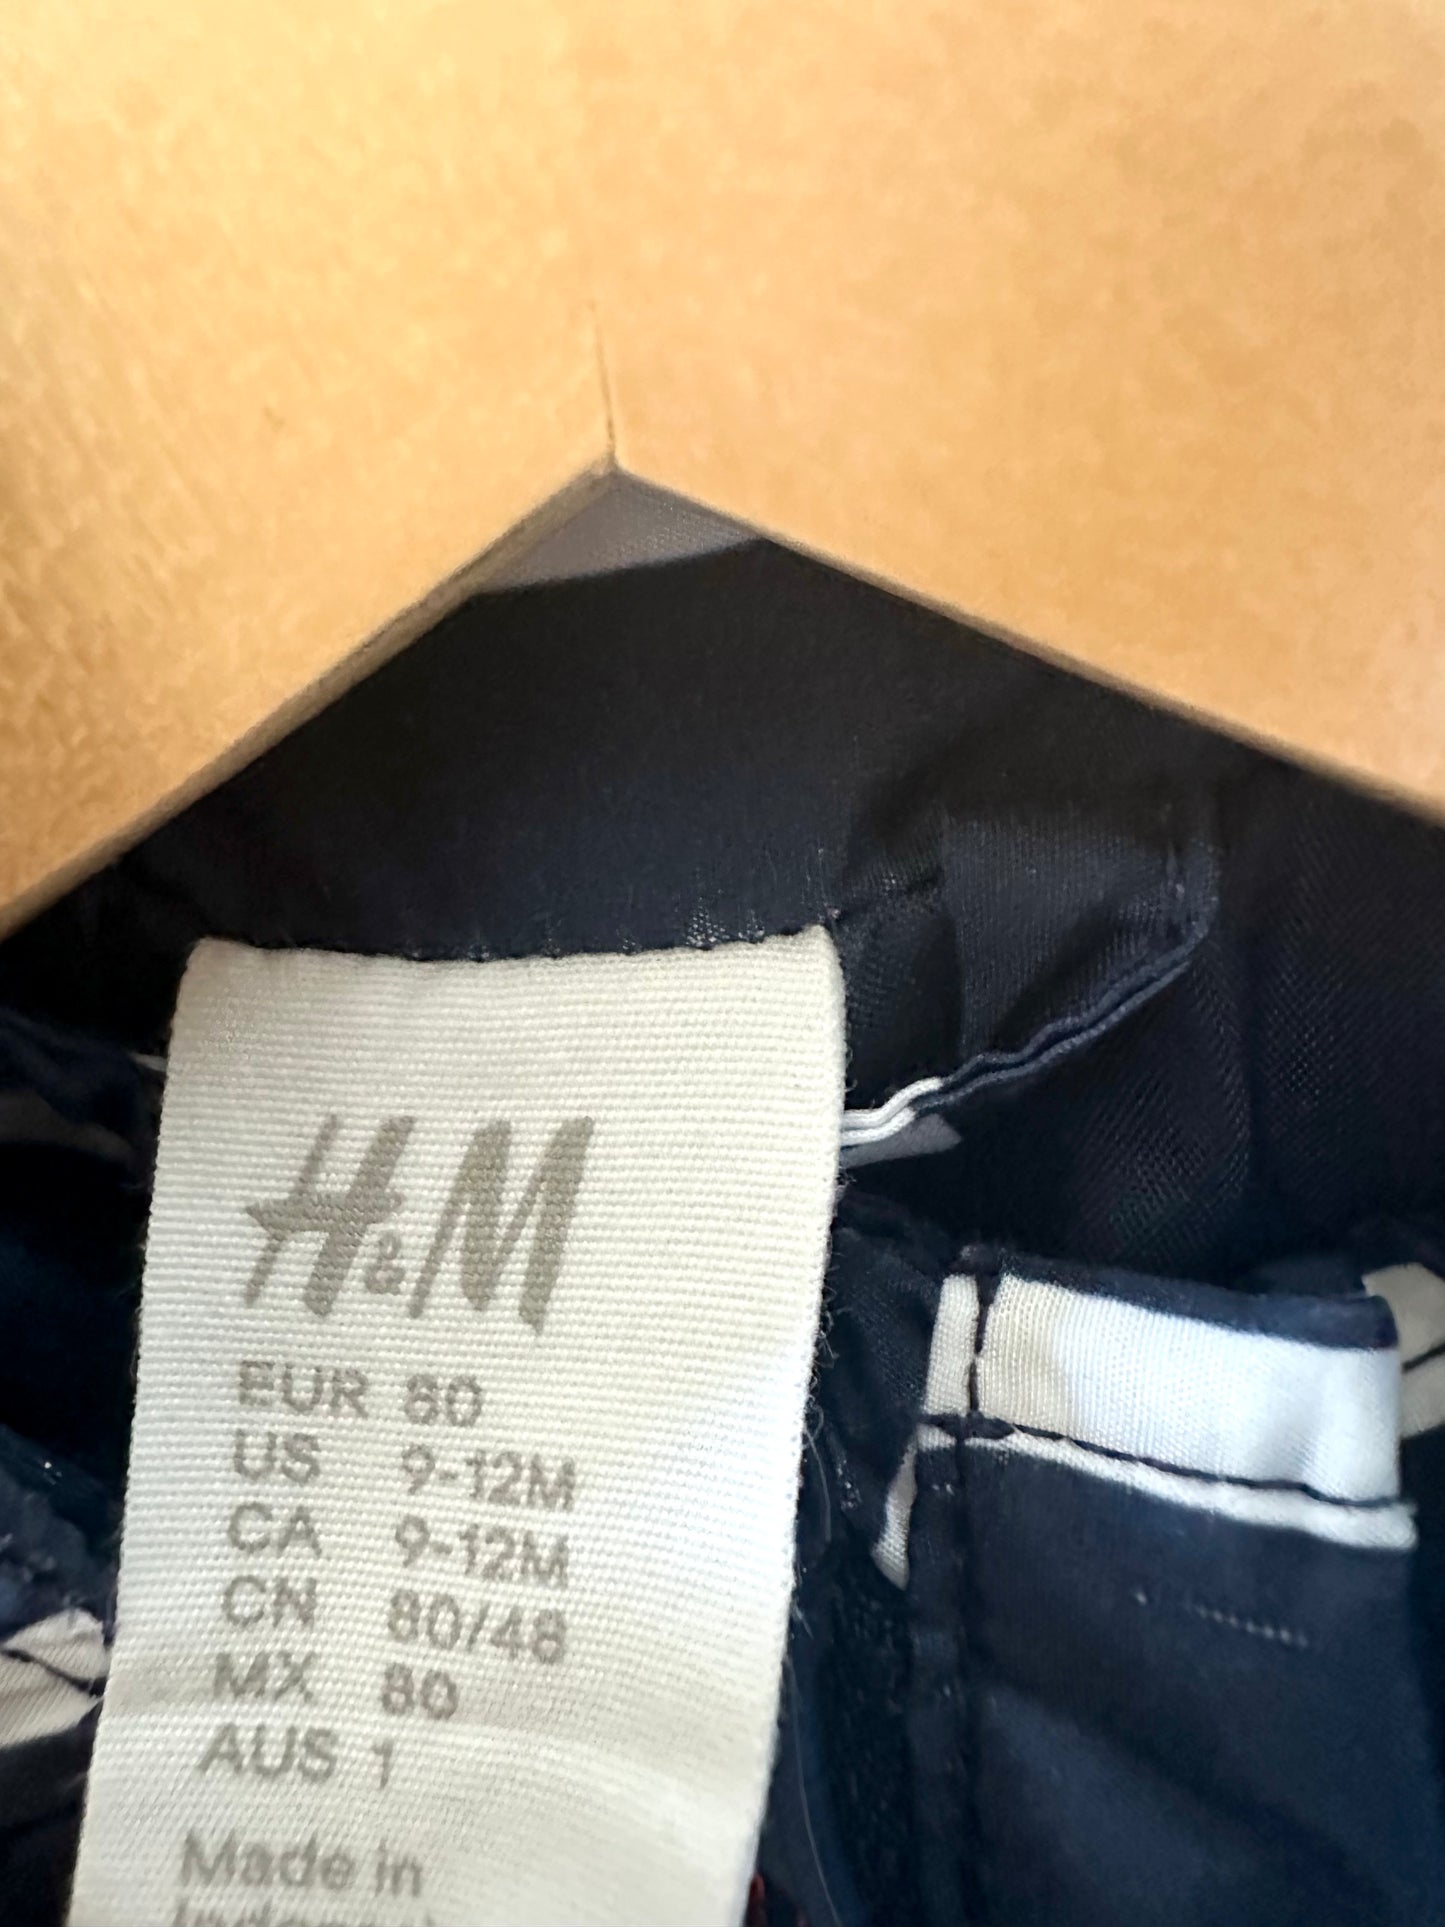 H&M
EUR 80
US 9-12M
CA 9-12M
CN 80/48
MX 80
AUS 1
Made in